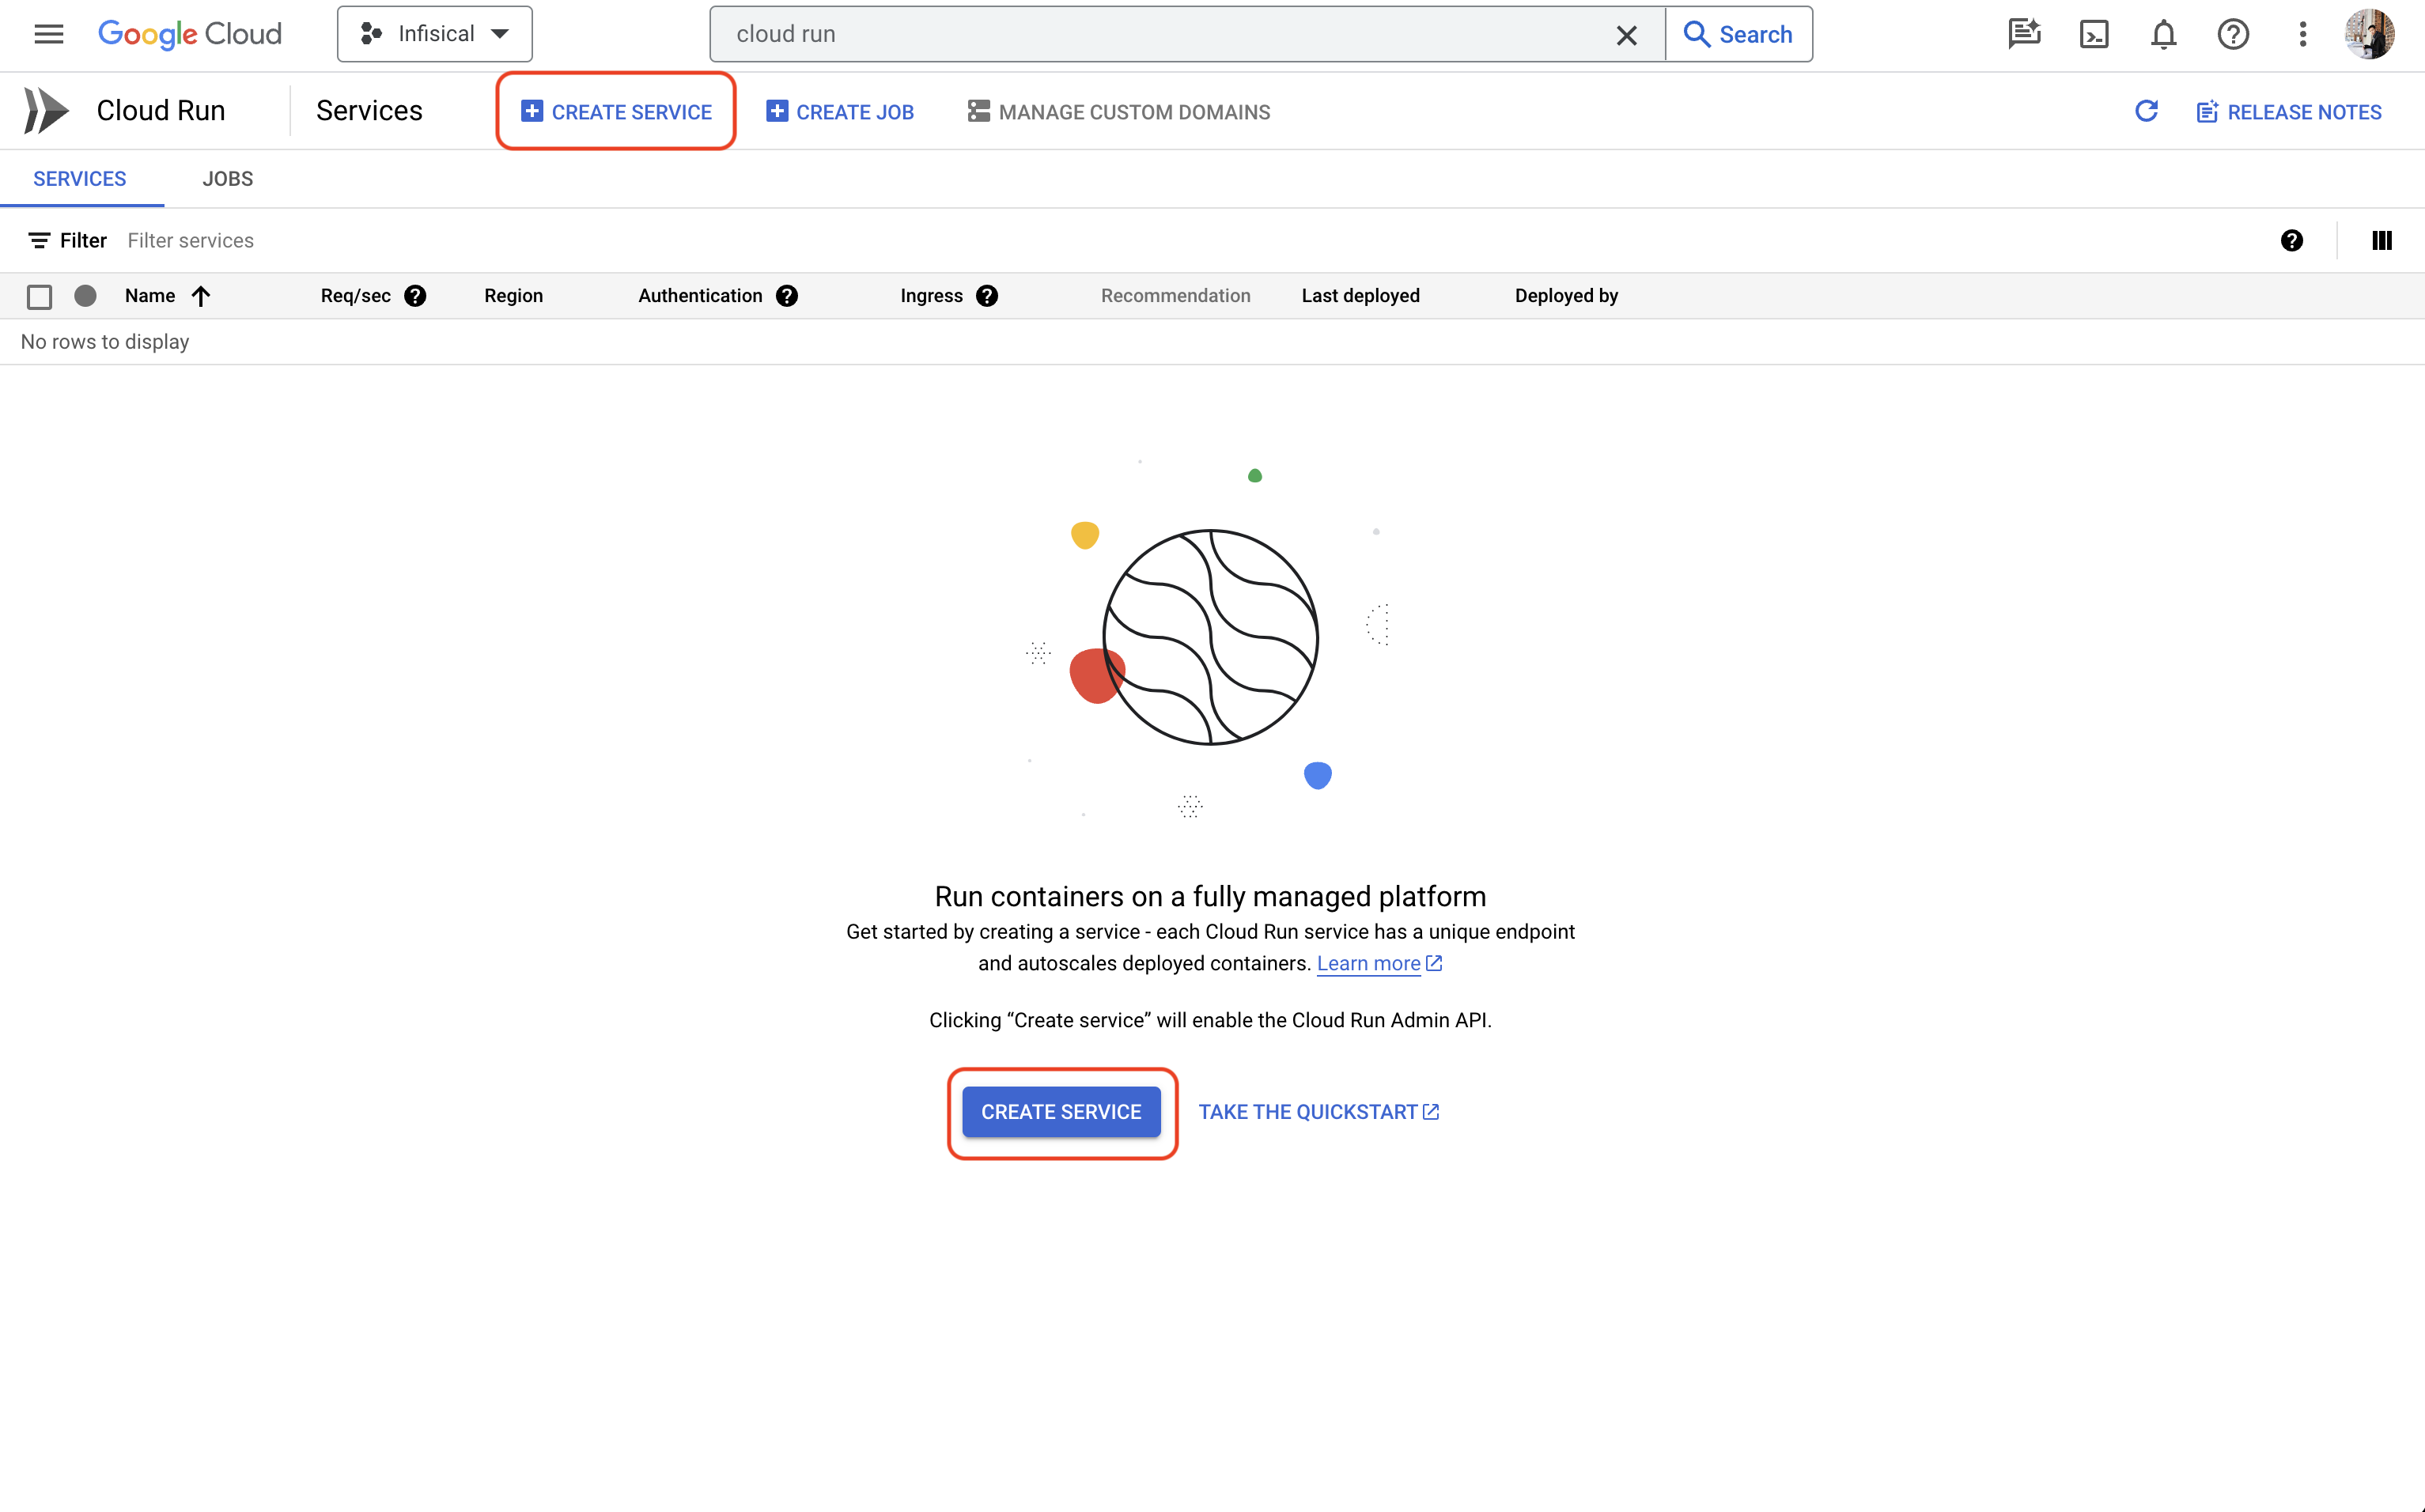 Google Cloud
Infisical
cloud run
Search
Cloud Run
Services
CREATE SERVICE
CREATE JOB
MANAGE CUSTOM DOMAINS
RELEASE NOTES
SERVICES
JOBS
Filter
Filter services
Name
Req/sec
Region
Authentication
Ingress
Recommendation
Last deployed
Deployed by
No rows to display
Run containers on a fully managed platform
Get started by creating a service - each Cloud Run service has a unique endpoint
and autoscales deployed containers. Learn more
Clicking “Create service” will enable the Cloud Run Admin API.
CREATE SERVICE
TAKE THE QUICKSTART